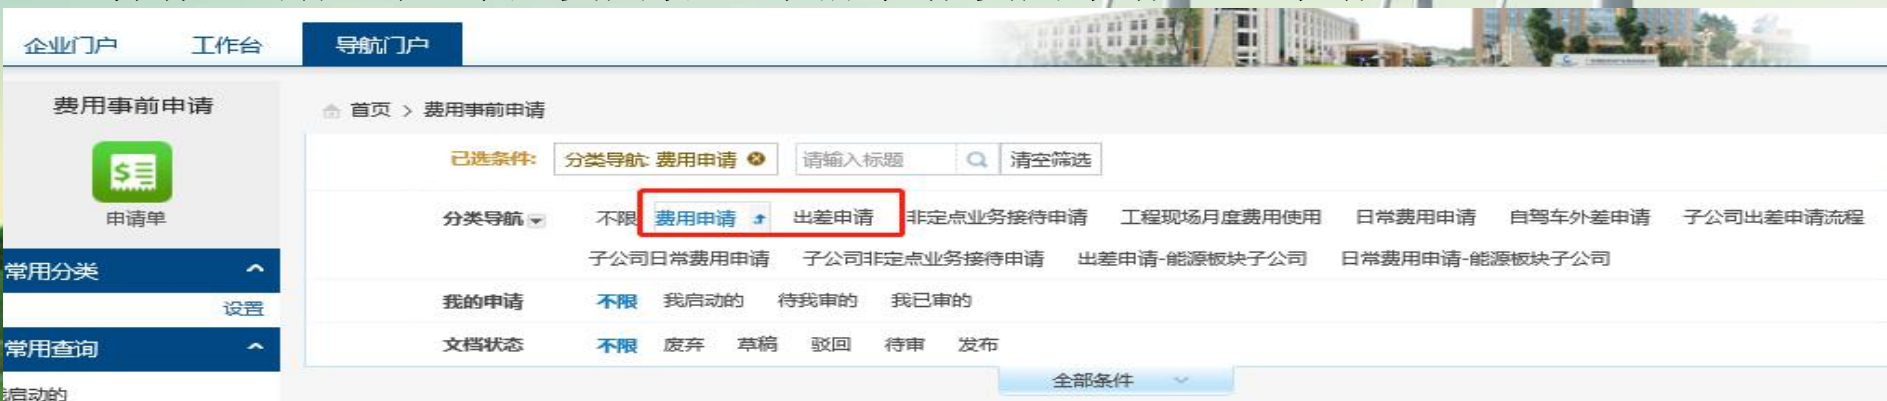 企业门户 工作台 导航门户
费用事前申请
首页 > 费用事前申请
已选条件: 分类导航: 费用申请 请输入标题 清空筛选
申请单
分类导航 不限 费用申请 出差申请 非定点业务接待申请 工程现场月度费用使用 日常费用申请 自驾车外差申请 子公司出差申请流程
子公司日常费用申请 子公司非定点业务接待申请 出差申请-能源板块子公司 日常费用申请-能源板块子公司
常用分类
设置
我的申请 不限 我启动的 待我审的 我已审的
常用查询
文档状态 不限 废弃 草稿 驳回 待审 发布
全部条件
启动的